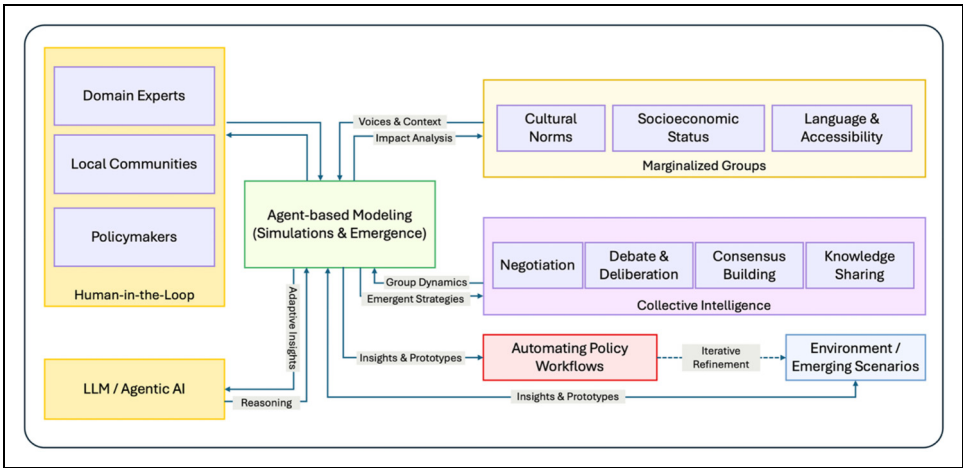 Domain Experts
Local Communities
Policymakers
Human-in-the-Loop
Voices & Context
Impact Analysis
Cultural
Norms
Socioeconomic
Status
Language &
Accessibility
Marginalized Groups
Agent-based Modeling
(Simulations & Emergence)
Negotiation
Debate &
Deliberation
Consensus
Building
Knowledge
Sharing
Collective Intelligence
Group Dynamics
Emergent Strategies
Adaptive Insights
Insights & Prototypes
Automating Policy
Workflows
Iterative
Refinement
Environment /
Emerging Scenarios
LLM / Agentic AI
Reasoning
Insights & Prototypes